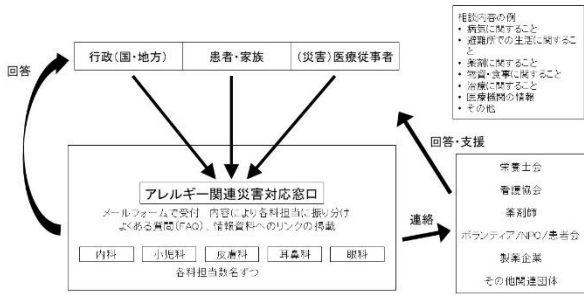 相談内容の例
• 病気に関すること
• 避難所での生活に関するこ
と
• 薬剤に関すること
• 物資・食事に関すること
• 治療に関すること
• 医療機関の情報
• その他
行政（国・地方）
患者・家族
（災害）医療従事者
回答
回答・支援
アレルギー関連災害対応窓口
メールフォームで受付　内容により各科担当に振り分け
よくある質問（FAQ）、情報資料へのリンクの掲載
内科
小児科
皮膚科
耳鼻科
眼科
各科担当数名ずつ
連絡
栄養士会
看護協会
薬剤師
ボランティア/NPO/患者会
製薬企業
その他関連団体